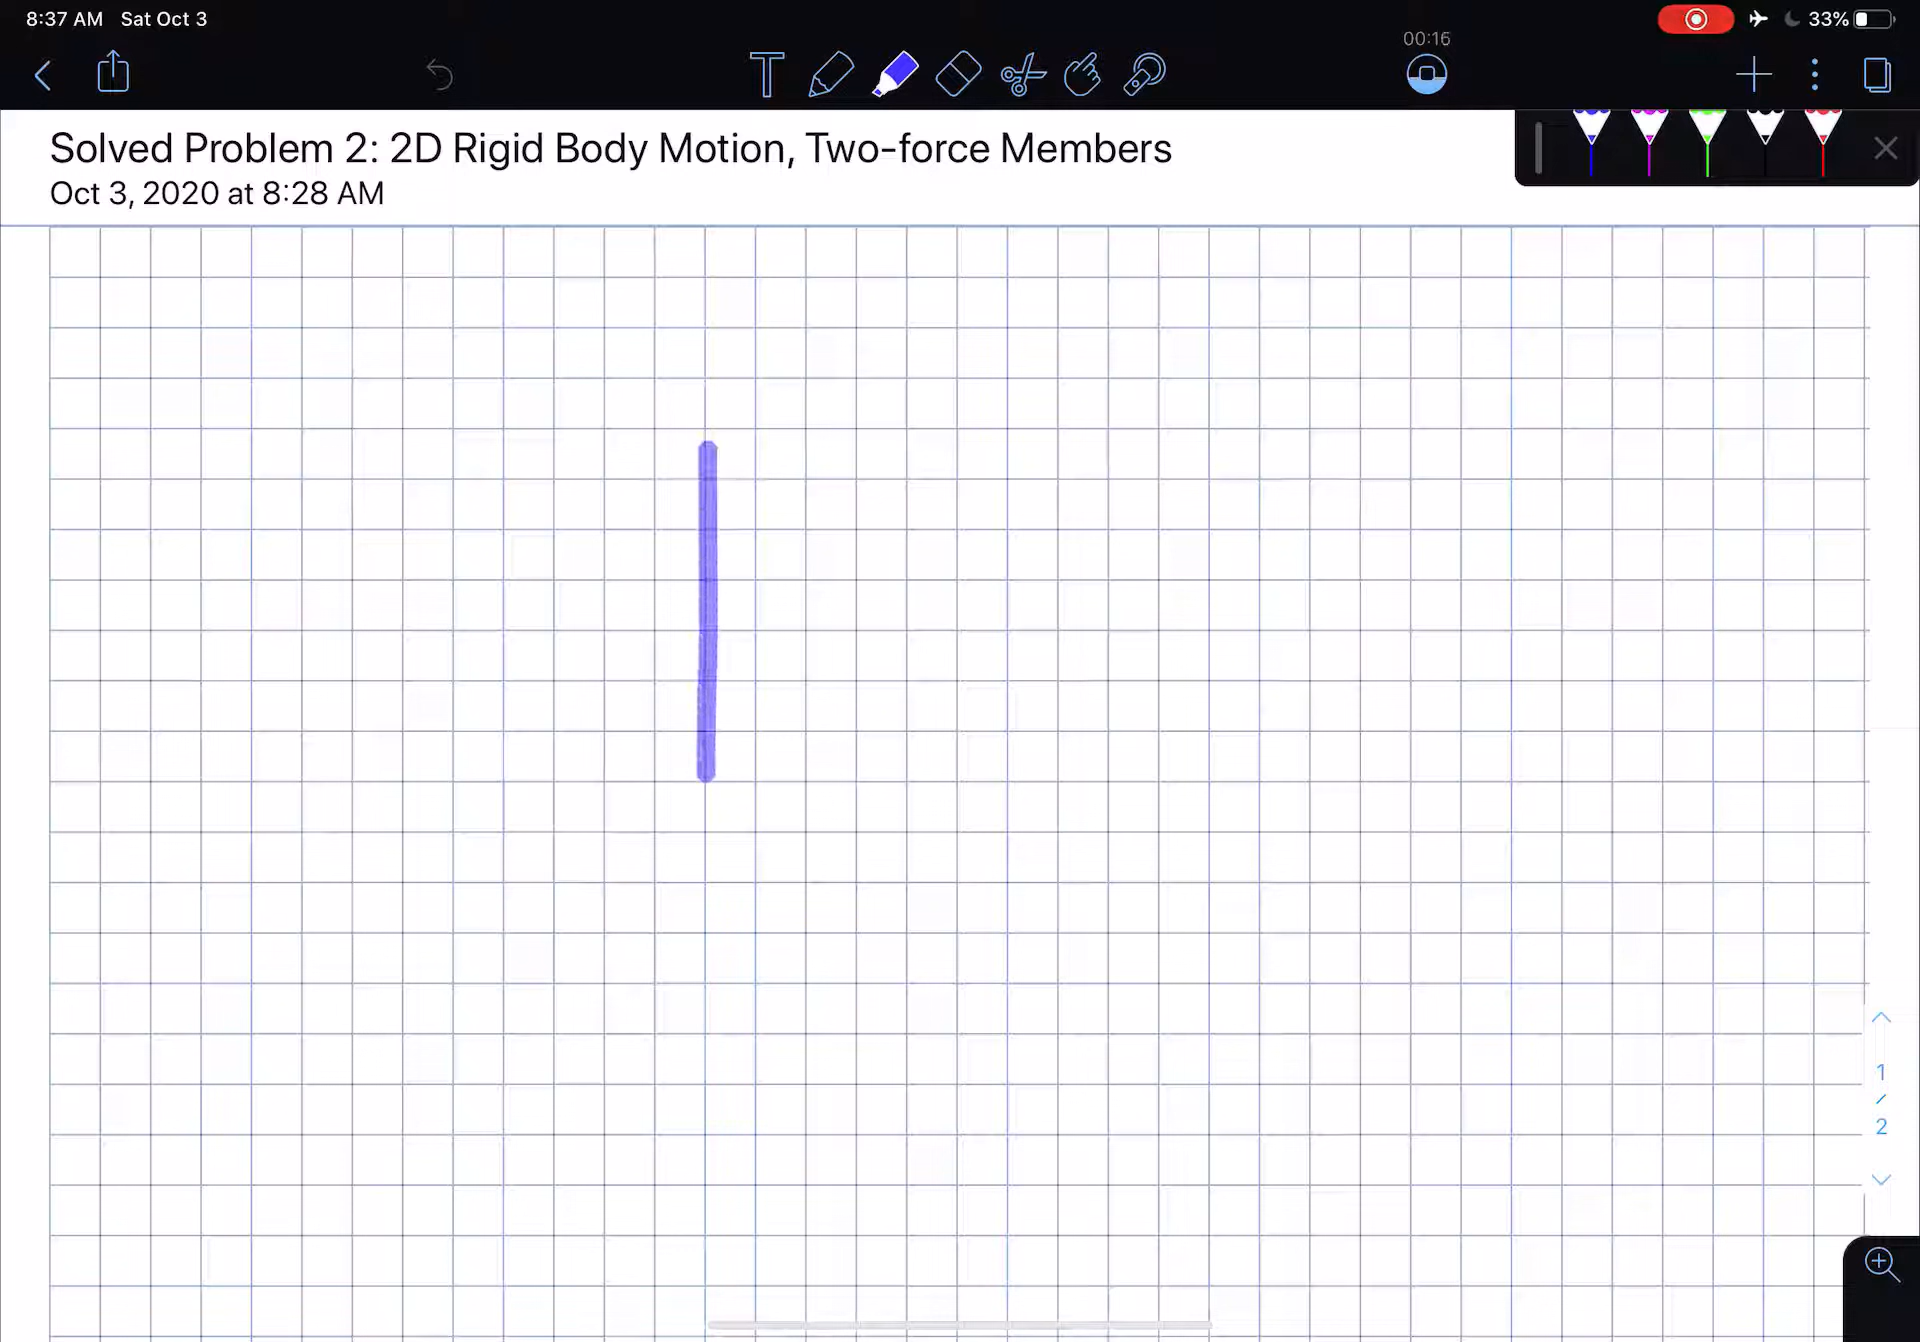 8:37 AM Sat Oct 3
33%
00:16
Solved Problem 2: 2D Rigid Body Motion, Two-force Members
Oct 3, 2020 at 8:28 AM
1
/
2